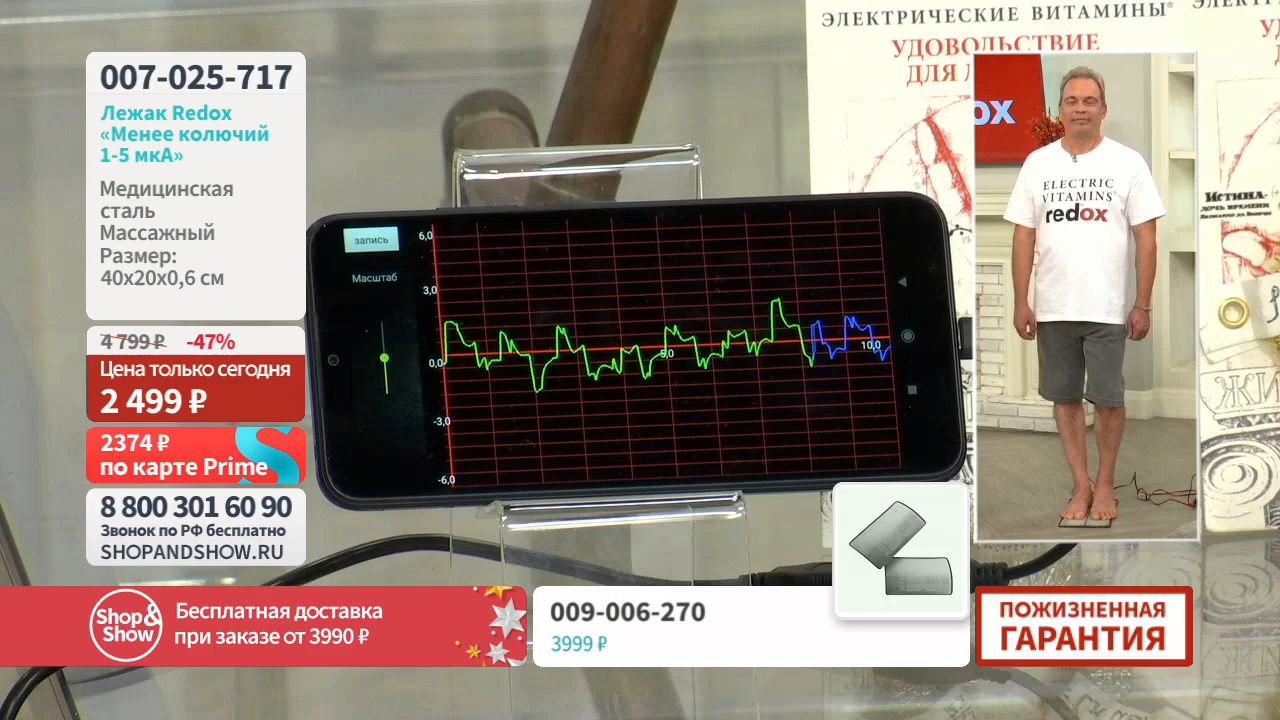 007-025-717
Лежак Redox
«Менее колючий
1-5 мкА»
Медицинская
сталь
Массажный
Размер:
40х20х0,6 см
4 799 ₽ -47%
Цена только сегодня
2 499 ₽
2374 ₽
по карте Prime
8 800 301 60 90
Звонок по РФ бесплатно
SHOPANDSHOW.RU
Shop&
Show
Бесплатная доставка
при заказе от 3990 ₽
009-006-270
3999 ₽
ПОЖИЗНЕННАЯ
ГАРАНТИЯ
ЭЛЕКТРИЧЕСКИЕ ВИТАМИНЫ®
УДОВОЛЬСТВИЕ
ДЛЯ
запись
Масштаб
6,0
3,0
0,0
-3,0
-6,0
5,0
10,0
ELECTRIC
VITAMINS®
redox
Истина-
дочь времени